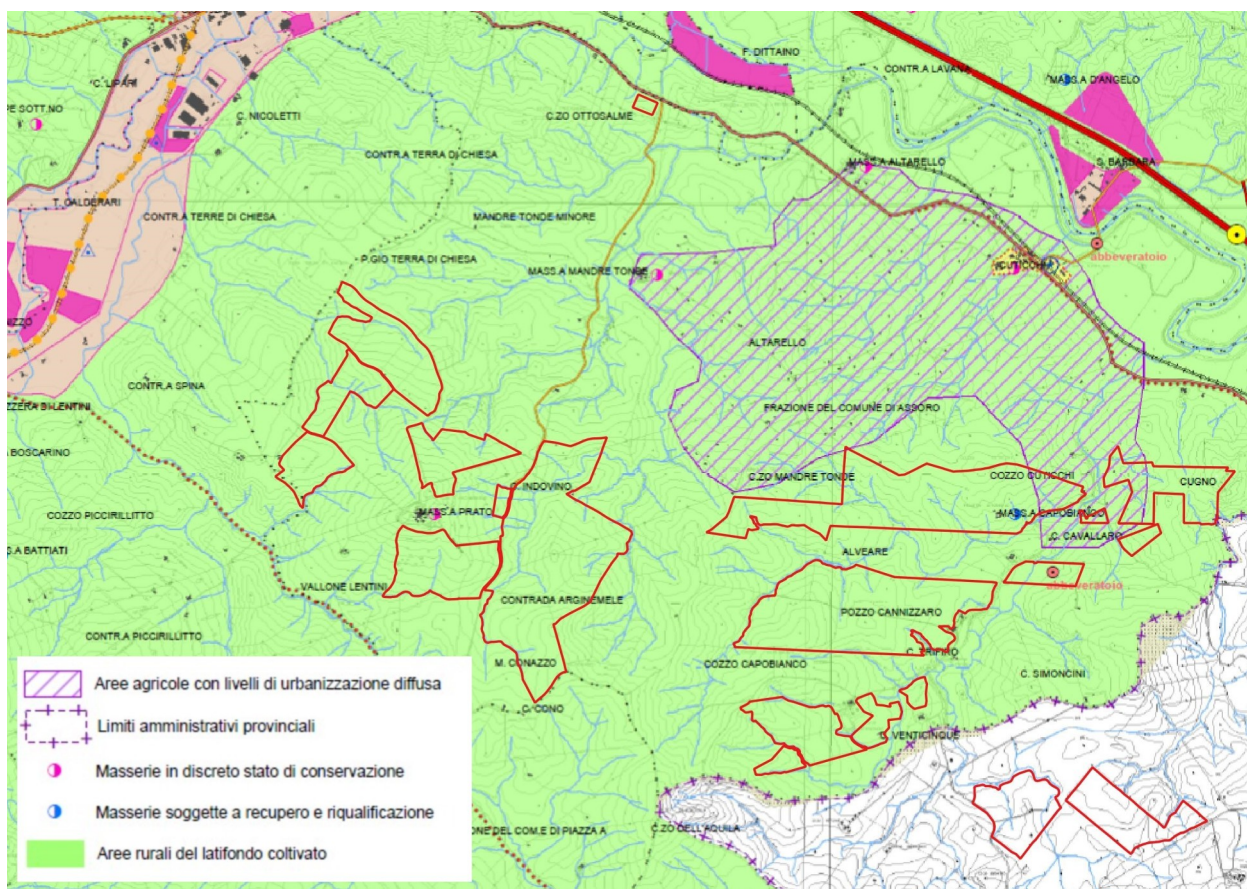 F. DITTAINO
CONTR.A LAVANA
MASS.A D'ANGELO
C. LIPARI
C. NICOLETTI
C.ZO OTTOSALME
CONTR.A TERRA DI CHIESA
MASS.A ALTARELLO
S. BARBARA
T. CALDERARI
CONTR.A TERRE DI CHIESA
MANDRE TONDE MINORE
P.GIO TERRA DI CHIESA
MASS.A MANDRE TONDE
CUTICCHI
abbeveratoio
ALTARELLO
CONTR.A SPINA
FRAZIONE DEL COMUNE DI ASSORO
C.ZO MANDRE TONDE
COZZO CUTICCHI
CUGNO
C. INDOVINO
COZZO PICCIRILLITTO
MASS.A PRATO
MASS.A CAPOBIANCO
C. CAVALLARO
ALVEARE
VALLONE LENTINI
CONTRADA ARGINEMELE
abbeveratoio
POZZO CANNIZZARO
CONTR.A PICCIRILLITTO
C. TRIFIRO
M. CONAZZO
COZZO CAPOBIANCO
C. SIMONCINI
C. CONO
C. VENTICINQUE
C.ZO DELL'AQUILA
Aree agricole con livelli di urbanizzazione diffusa
Limiti amministrativi provinciali
Masserie in discreto stato di conservazione
Masserie soggette a recupero e riqualificazione
Aree rurali del latifondo coltivato